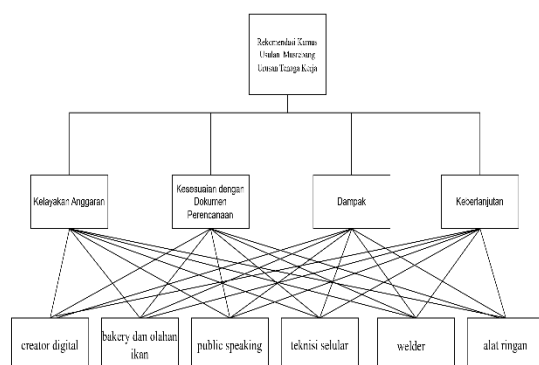 Rekomendasi Kamus
Usulan Musrenbang
Urusan Tenaga Kerja
Kelayakan Anggaran
Kesesuaian dengan
Dokumen
Perencanaan
Dampak
Keberlanjutan
creator digital
bakery dan olahan
ikan
public speaking
teknisi selular
welder
alat ringan